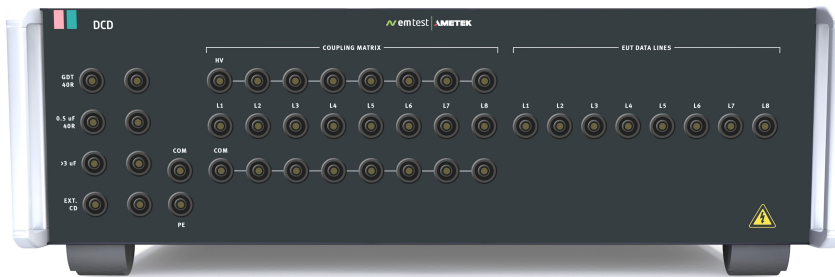 DCD
emtest AMETEK
COUPLING MATRIX
EUT DATA LINES
HV
GDT
40R
L1 L2 L3 L4 L5 L6 L7 L8
L1 L2 L3 L4 L5 L6 L7 L8
0.5 uF
40R
COM
COM
>3 uF
EXT.
CD
PE